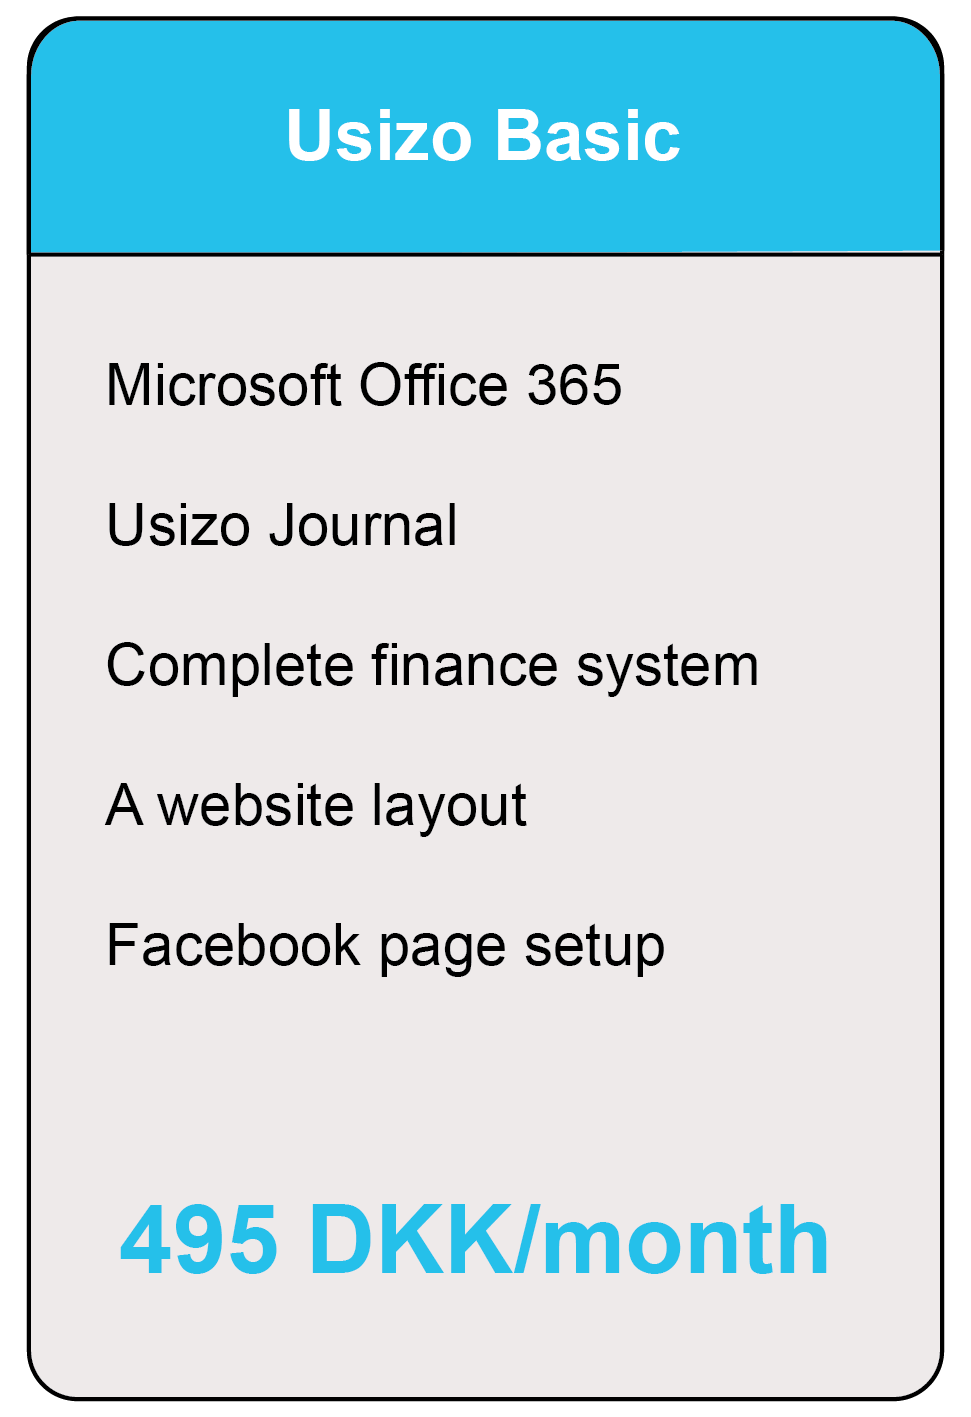 Usizo Basic
Microsoft Office 365
Usizo Journal
Complete finance system
A website layout
Facebook page setup
495 DKK/month